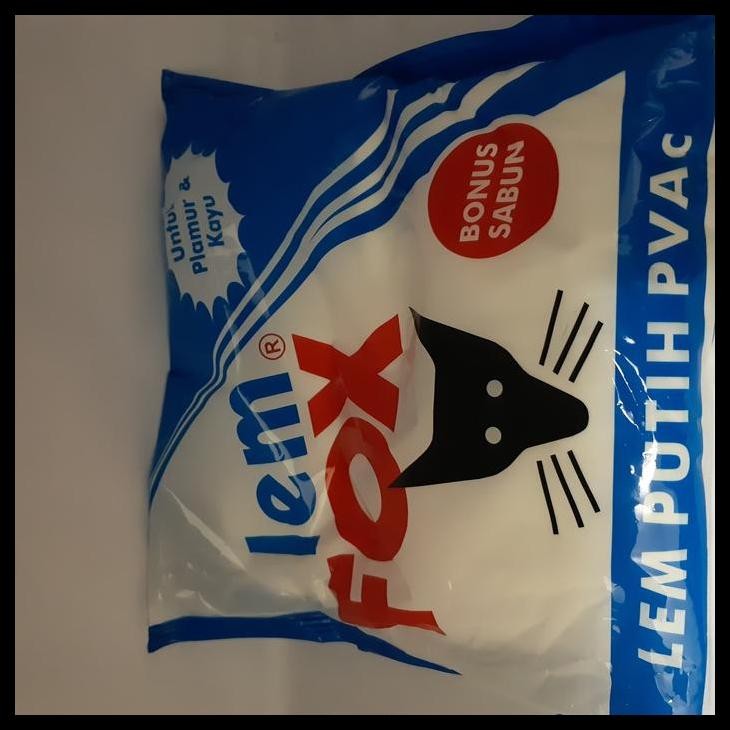 Untuk
Plamur &
Kayu
BONUS
SABUN
lem ®
FOX
LEM PUTIH PVAc